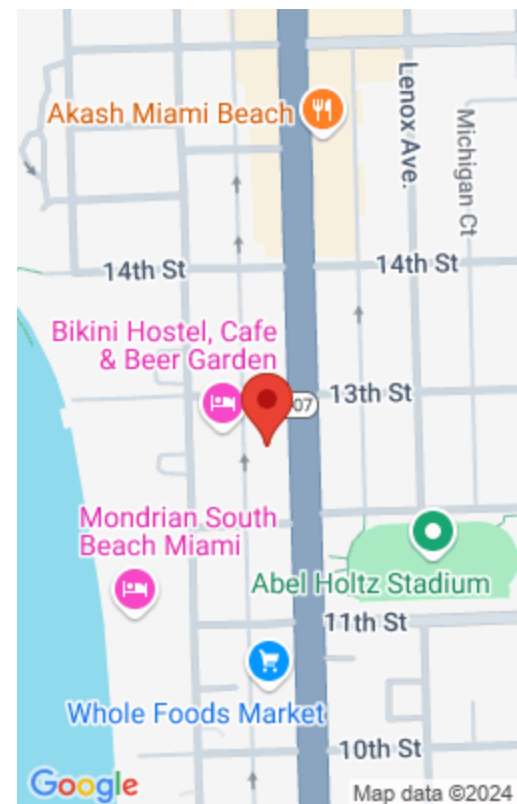 Akash Miami Beach
Lenox Ave.
Michigan Ct
14th St
14th St
Bikini Hostel, Cafe
& Beer Garden
13th St
07
Mondrian South
Beach Miami
Abel Holtz Stadium
11th St
Whole Foods Market
10th St
Google
Map data ©2024